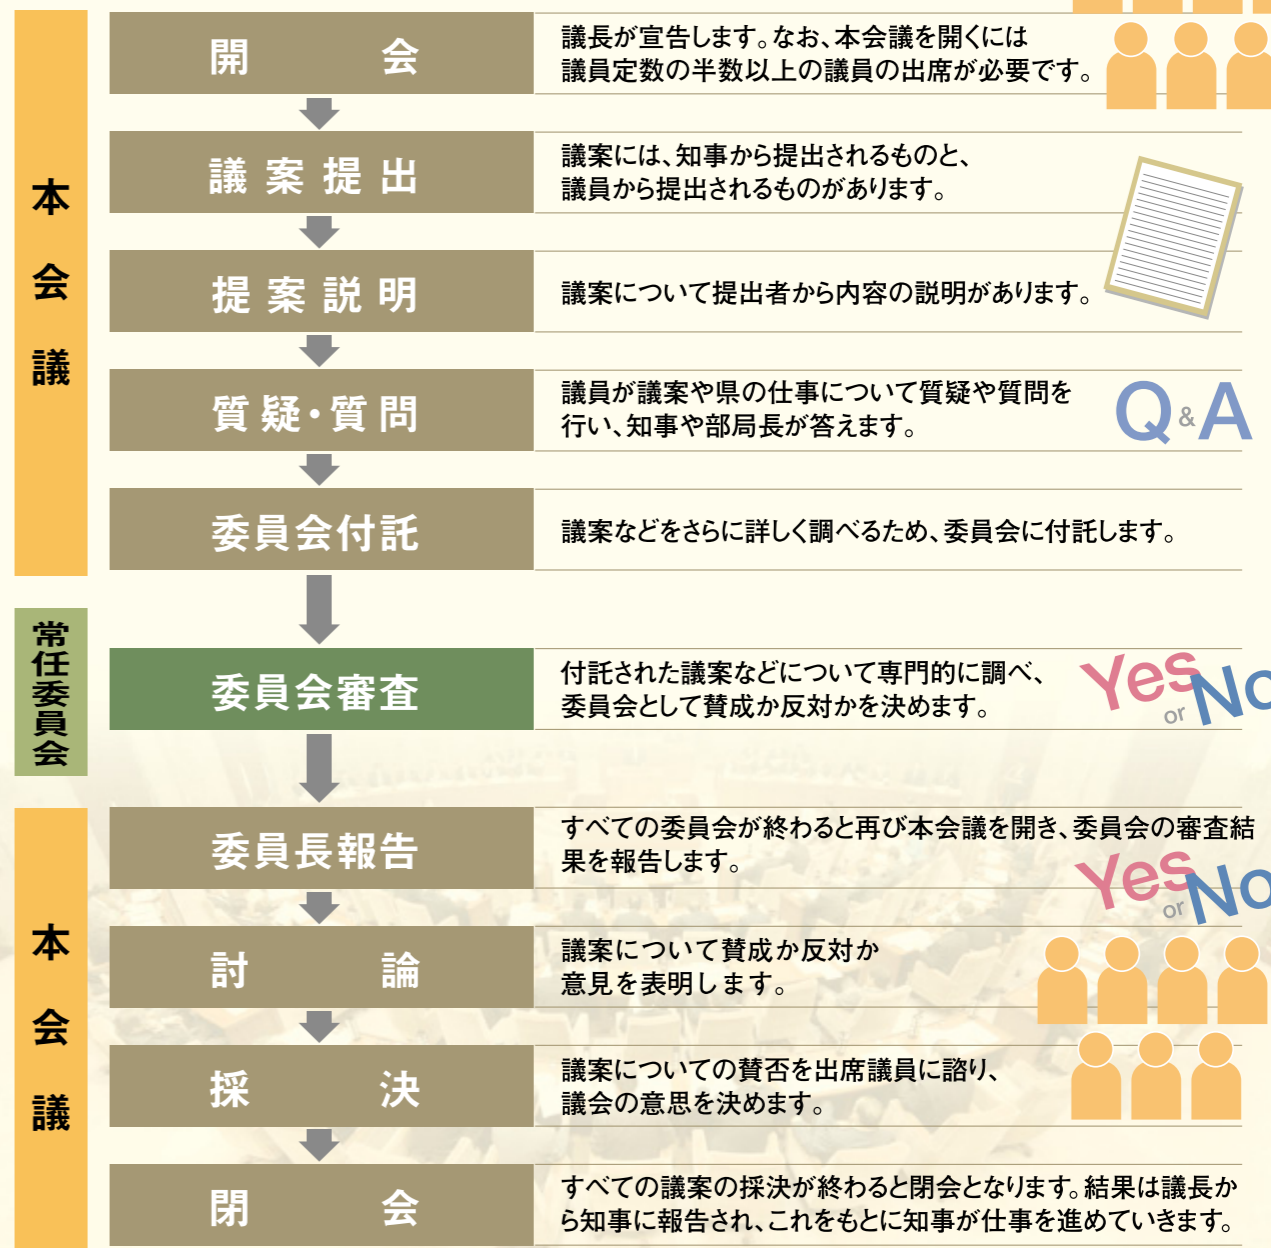 本会議
開会
議長が宣告します。なお、本会議を開くには
議員定数の半数以上の議員の出席が必要です。
議案提出
議案には、知事から提出されるものと、
議員から提出されるものがあります。
提案説明
議案について提出者から内容の説明があります。
質疑・質問
議員が議案や県の仕事について質疑や質問を
行い、知事や部局長が答えます。
Q&A
委員会付託
議案などをさらに詳しく調べるため、委員会に付託します。
常任委員会
委員会審査
付託された議案などについて専門的に調べ、
委員会として賛成か反対かを決めます。
Yes or No
本会議
委員長報告
すべての委員会が終わると再び本会議を開き、委員会の審査結
果を報告します。
Yes or No
討論
議案について賛成か反対か
意見を表明します。
採決
議案についての賛否を出席議員に諮り、
議会の意思を決めます。
閉会
すべての議案の採決が終わると閉会となります。結果は議長か
ら知事に報告され、これをもとに知事が仕事を進めていきます。